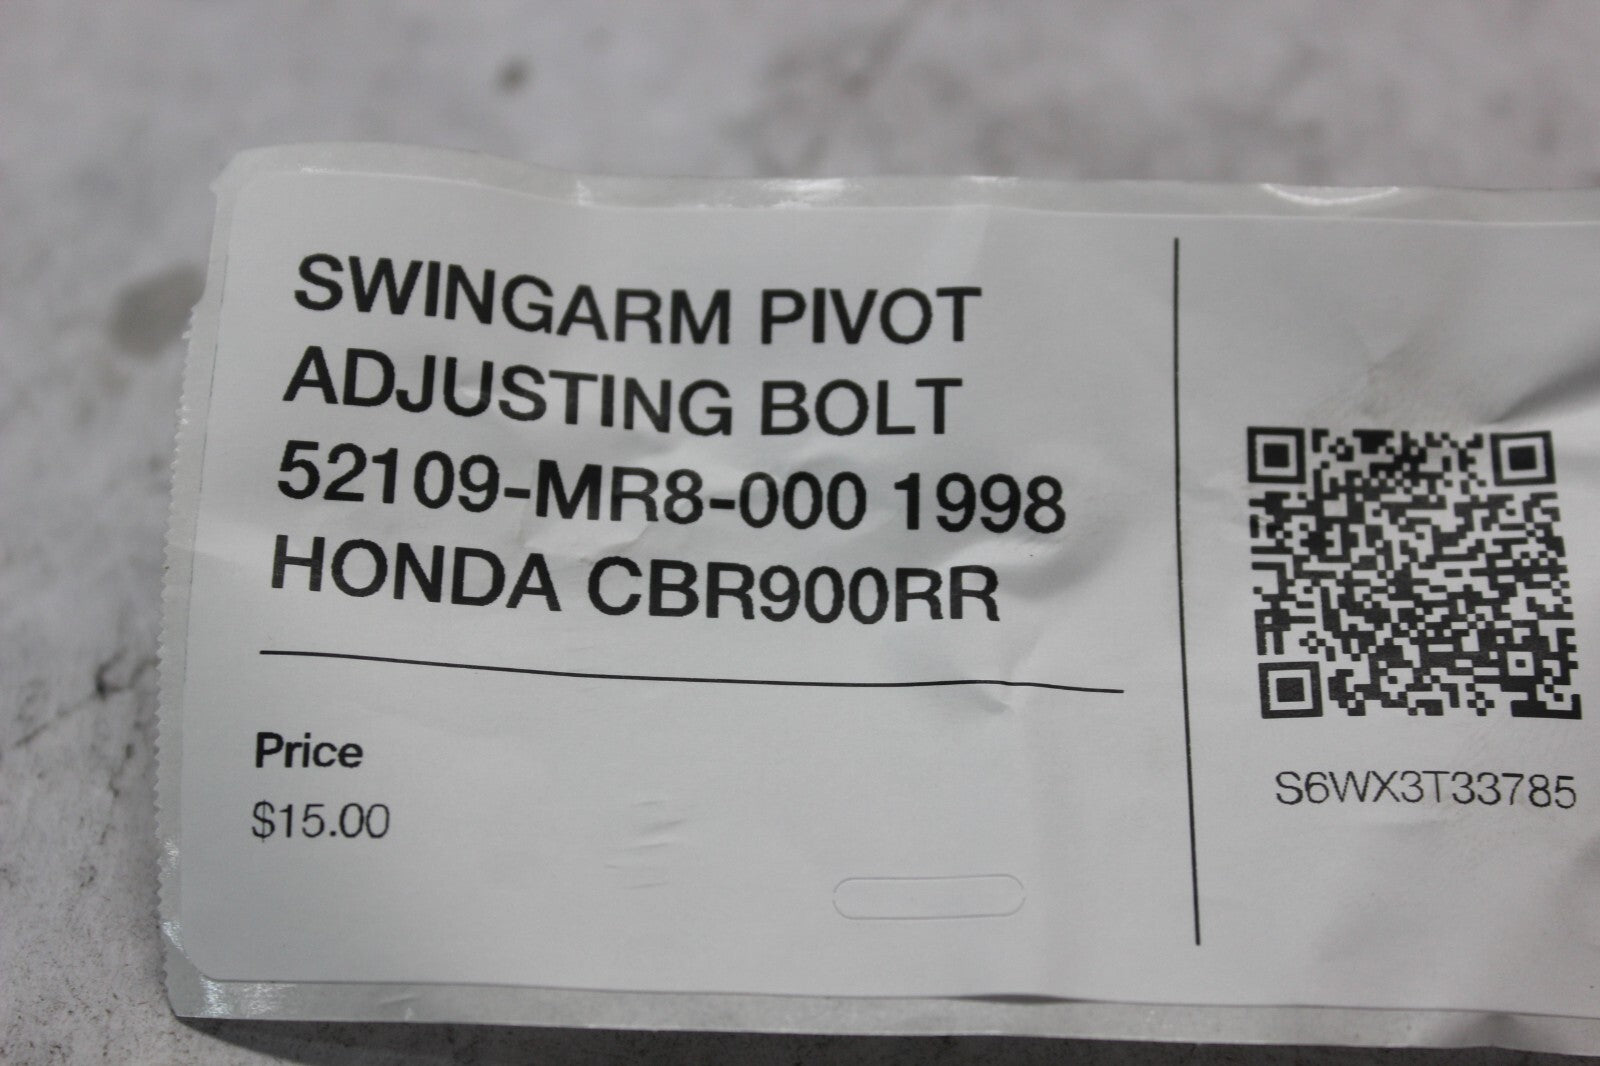 SWINGARM PIVOT
ADJUSTING BOLT
52109-MR8-000 1998
HONDA CBR900RR
Price
$15.00
S6WX3T33785